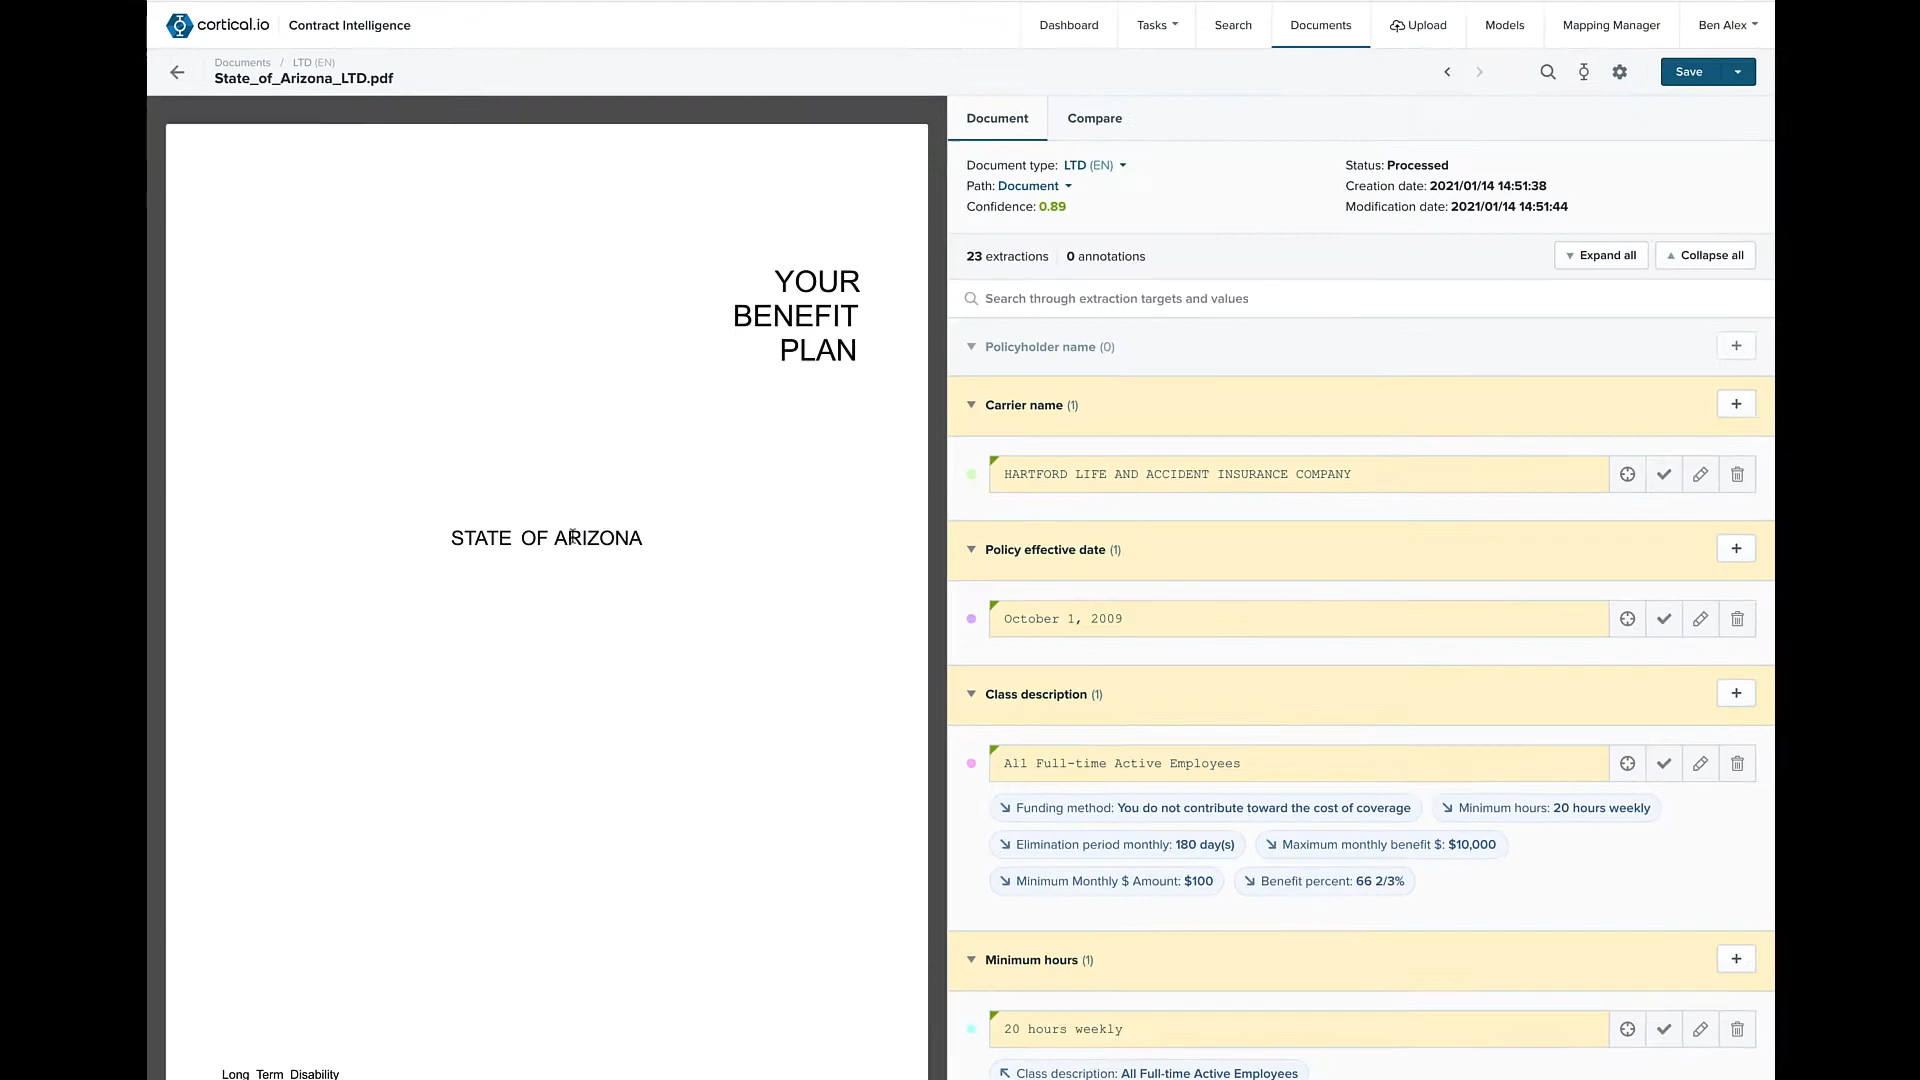 cortical.io Contract Intelligence Dashboard Tasks Search Documents Upload Models Mapping Manager Ben Alex
Documents / LTD (EN)
State_of_Arizona_LTD.pdf
Save
YOUR
BENEFIT
PLAN
STATE OF ARIZONA
Long Term Disability
Document Compare
Document type: LTD (EN) Status: Processed
Path: Document Creation date: 2021/01/14 14:51:38
Confidence: 0.89 Modification date: 2021/01/14 14:51:44
23 extractions 0 annotations Expand all Collapse all
Search through extraction targets and values
Policyholder name (0) +
Carrier name (1) +
HARTFORD LIFE AND ACCIDENT INSURANCE COMPANY
Policy effective date (1) +
October 1, 2009
Class description (1) +
All Full-time Active Employees
Funding method: You do not contribute toward the cost of coverage Minimum hours: 20 hours weekly
Elimination period monthly: 180 day(s) Maximum monthly benefit $: $10,000
Minimum Monthly $ Amount: $100 Benefit percent: 66 2/3%
Minimum hours (1) +
20 hours weekly
Class description: All Full-time Active Employees